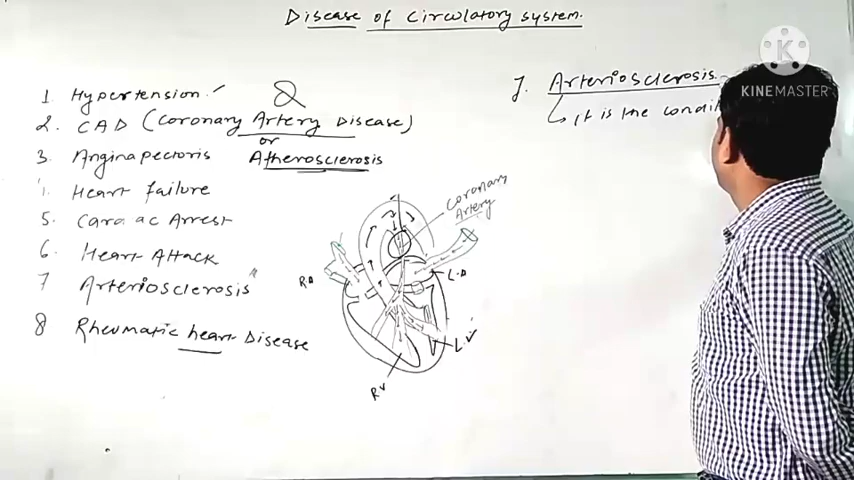 Disease of Circulatory system.
1. Hypertension
2. CAD (Coronary Artery Disease)
or
3. Anginapectoris Atherosclerosis
4. Heart failure
5. Cardiac Arrest
6. Heart Attack
7 Arteriosclerosis
8 Rheumatic heart Disease
Coronary
Artery
RA
L.A
L.V
RV
7. Arteriosclerosis
It is the condit
K
KINEMASTER